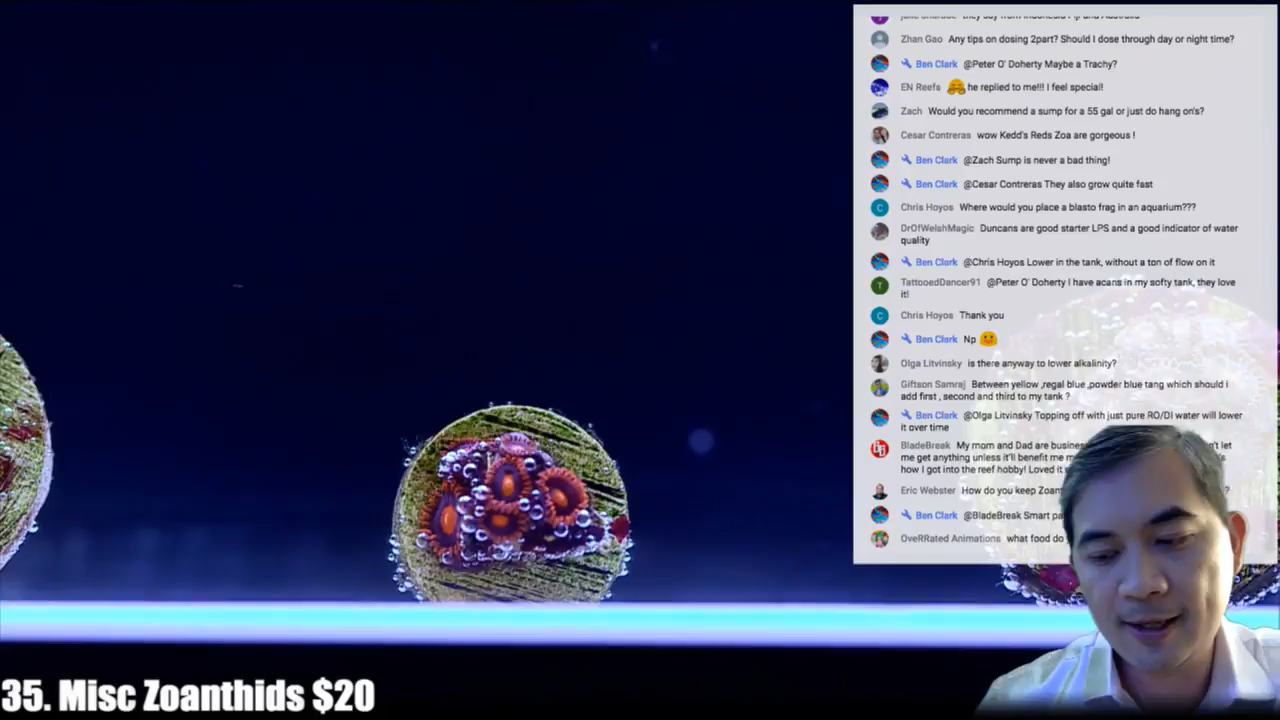 they say from Indonesia Fiji and Australia
Zhan Gao Any tips on dosing 2part? Should I dose through day or night time?
Ben Clark @Peter O' Doherty Maybe a Trachy?
EN Reefs he replied to me!!! I feel special!
Zach Would you recommend a sump for a 55 gal or just do hang on's?
Cesar Contreras wow Kedd's Reds Zoa are gorgeous !
Ben Clark @Zach Sump is never a bad thing!
Ben Clark @Cesar Contreras They also grow quite fast
Chris Hoyos Where would you place a blasto frag in an aquarium???
DrOfWelshMagic Duncans are good starter LPS and a good indicator of water
quality
Ben Clark @Chris Hoyos Lower in the tank, without a ton of flow on it
TattooedDancer91 @Peter O' Doherty I have acans in my softy tank, they love
it!
Chris Hoyos Thank you
Ben Clark Np
Olga Litvinsky is there anyway to lower alkalinity?
Giftson Samraj Between yellow ,regal blue ,powder blue tang which should i
add first , second and third to my tank ?
Ben Clark @Olga Litvinsky Topping off with just pure RO/DI water will lower
it over time
BladeBreak My mom and Dad are let
me get anything unless it'll benefit me
how I got into the reef hobby! Loved it
Eric Webster How do you keep ?
Ben Clark @BladeBreak Smart
OveRRated Animations what food do
35. Misc Zoanthids $20